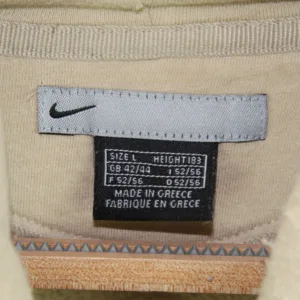 SIZE L HEIGHT 183
GB 42/44 I 52/56
F 52/56 D 52/56
MADE IN GREECE
FABRIQUE EN GRECE